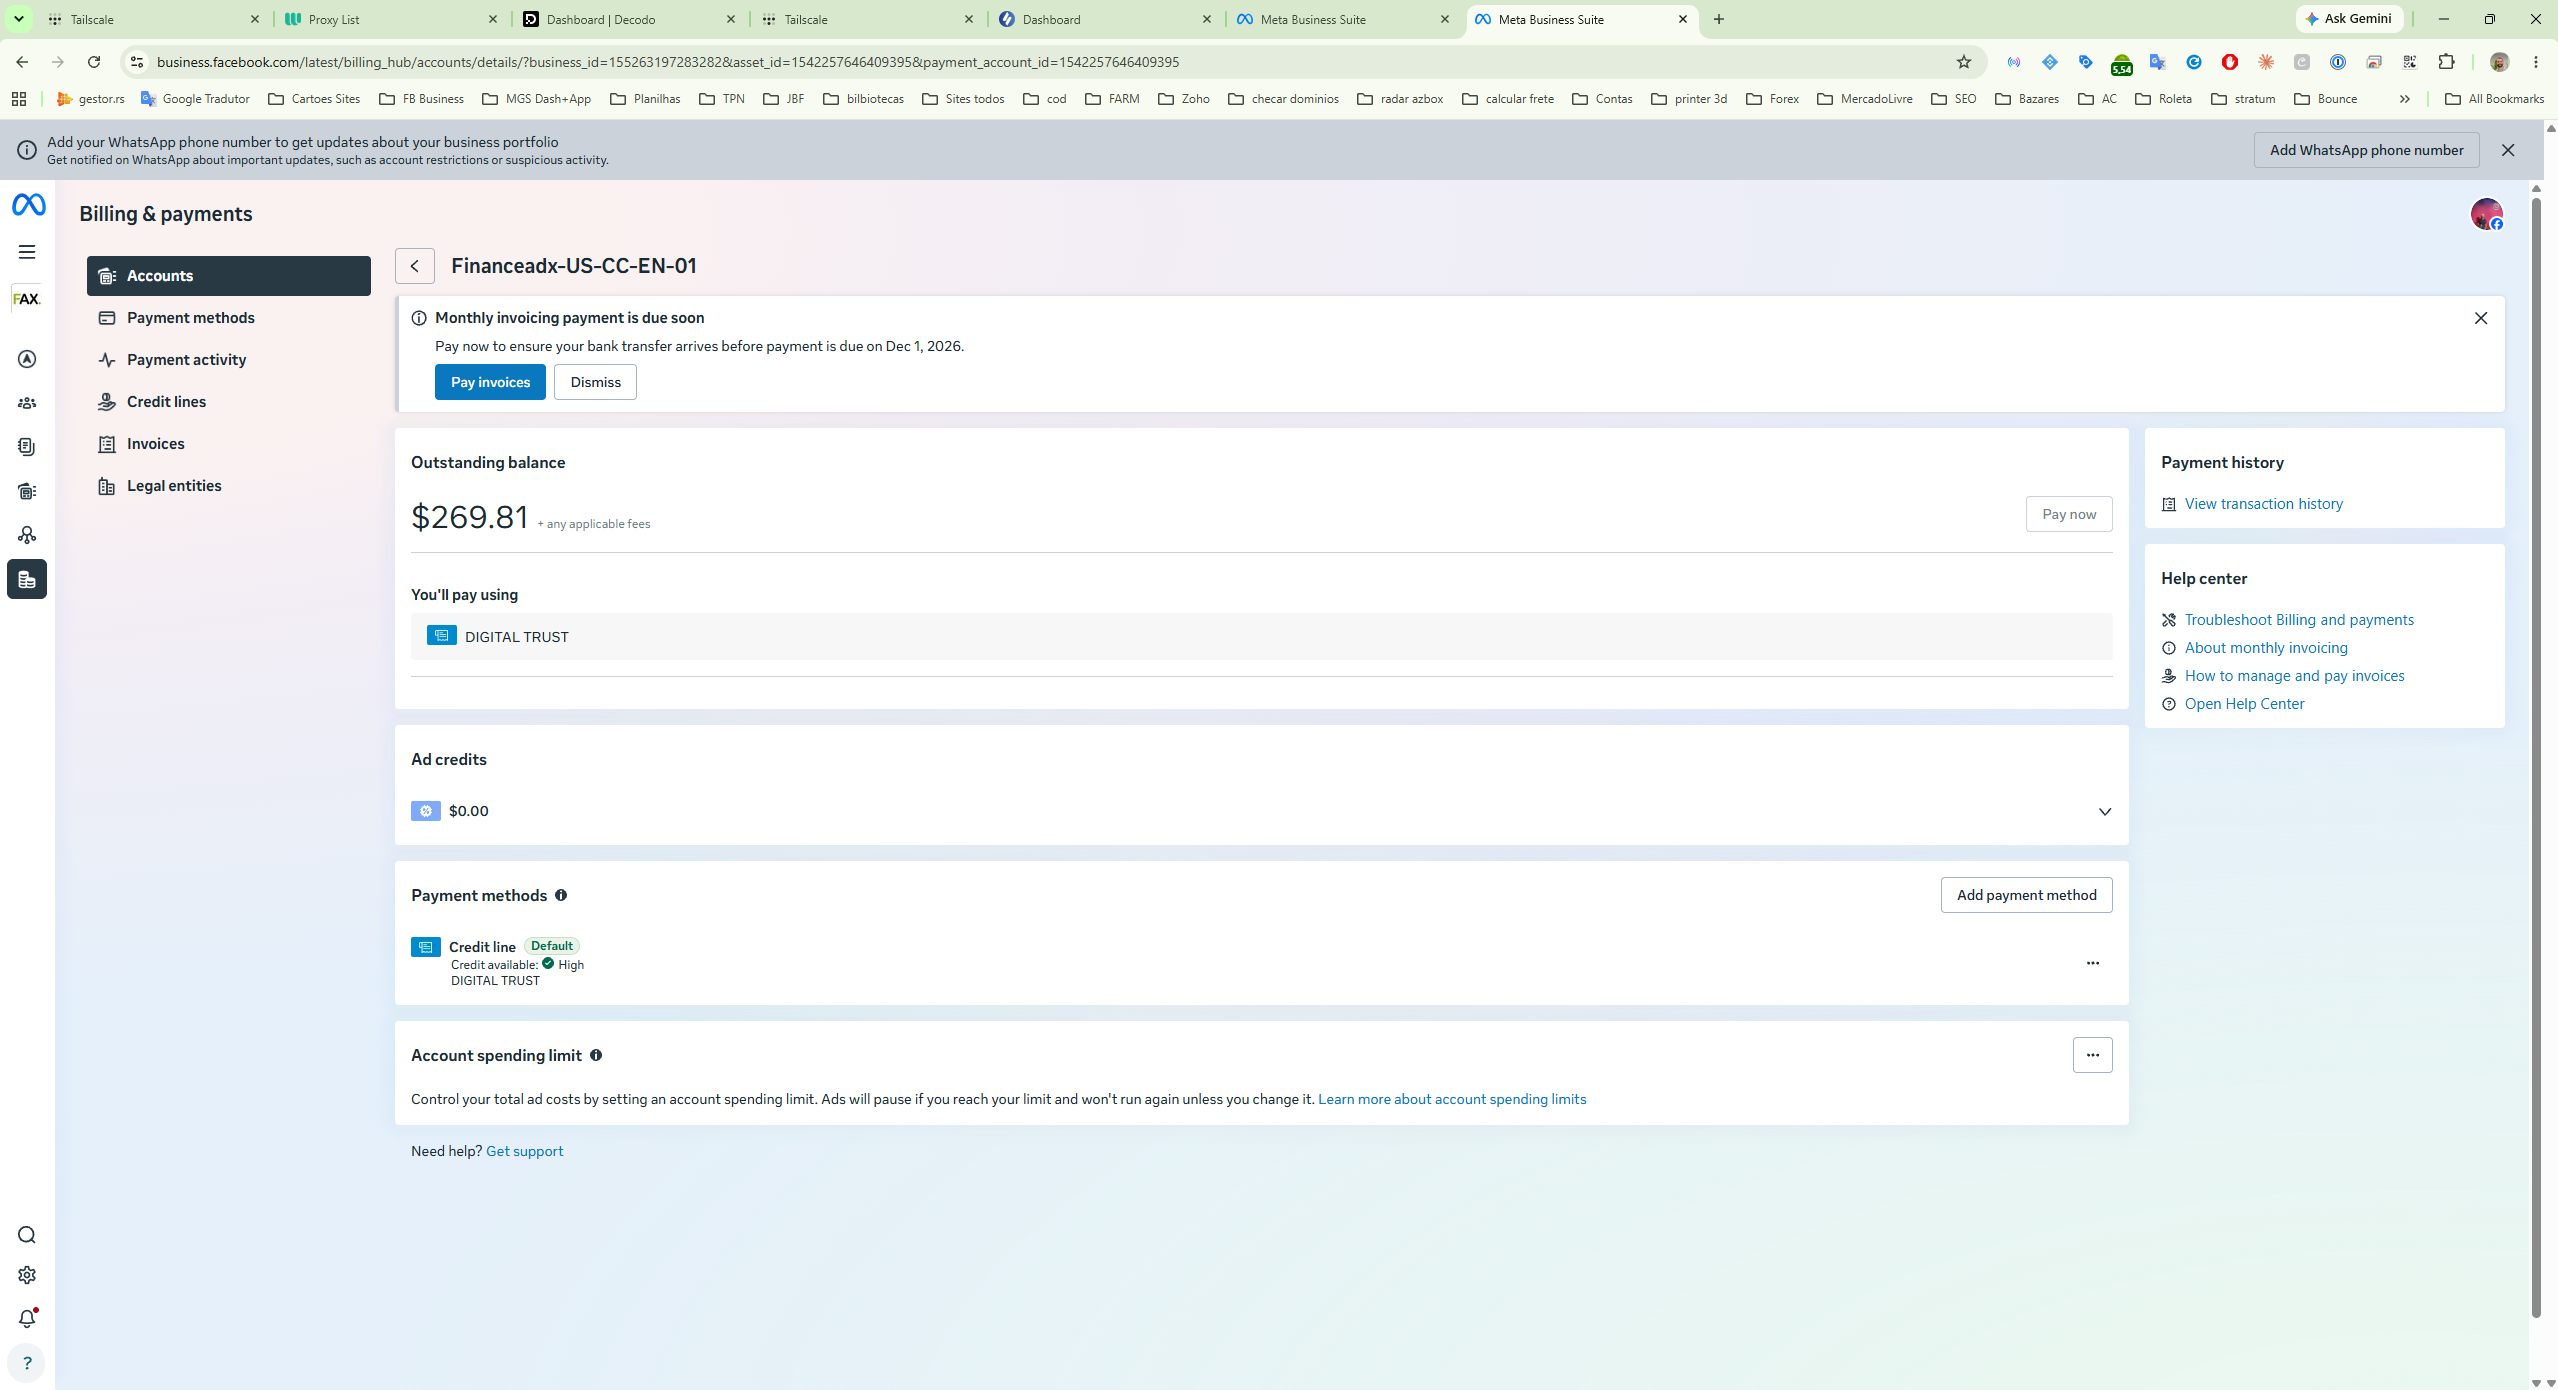 Tailscale
Proxy List
Dashboard | Decodo
Tailscale
Dashboard
Meta Business Suite
Meta Business Suite
Ask Gemini
business.facebook.com/latest/billing_hub/accounts/details/?business_id=155263197283282&asset_id=1542257646409395&payment_account_id=1542257646409395
5,54
gestor.rs
Google Tradutor
Cartoes Sites
FB Business
MGS Dash+App
Planilhas
TPN
JBF
bilbiotecas
Sites todos
cod
FARM
Zoho
checar dominios
radar azbox
calcular frete
Contas
printer 3d
Forex
MercadoLivre
SEO
Bazares
AC
Roleta
stratum
Bounce
All Bookmarks
Add your WhatsApp phone number to get updates about your business portfolio
Get notified on WhatsApp about important updates, such as account restrictions or suspicious activity.
Add WhatsApp phone number
Billing & payments
FAX.
Accounts
Payment methods
Payment activity
Credit lines
Invoices
Legal entities
Financeadx-US-CC-EN-01
Monthly invoicing payment is due soon
Pay now to ensure your bank transfer arrives before payment is due on Dec 1, 2026.
Pay invoices
Dismiss
Outstanding balance
$269.81 + any applicable fees
Pay now
You'll pay using
DIGITAL TRUST
Ad credits
$0.00
Payment methods
Add payment method
Credit line Default
Credit available: High
DIGITAL TRUST
Account spending limit
Control your total ad costs by setting an account spending limit. Ads will pause if you reach your limit and won't run again unless you change it. Learn more about account spending limits
Need help? Get support
Payment history
View transaction history
Help center
Troubleshoot Billing and payments
About monthly invoicing
How to manage and pay invoices
Open Help Center